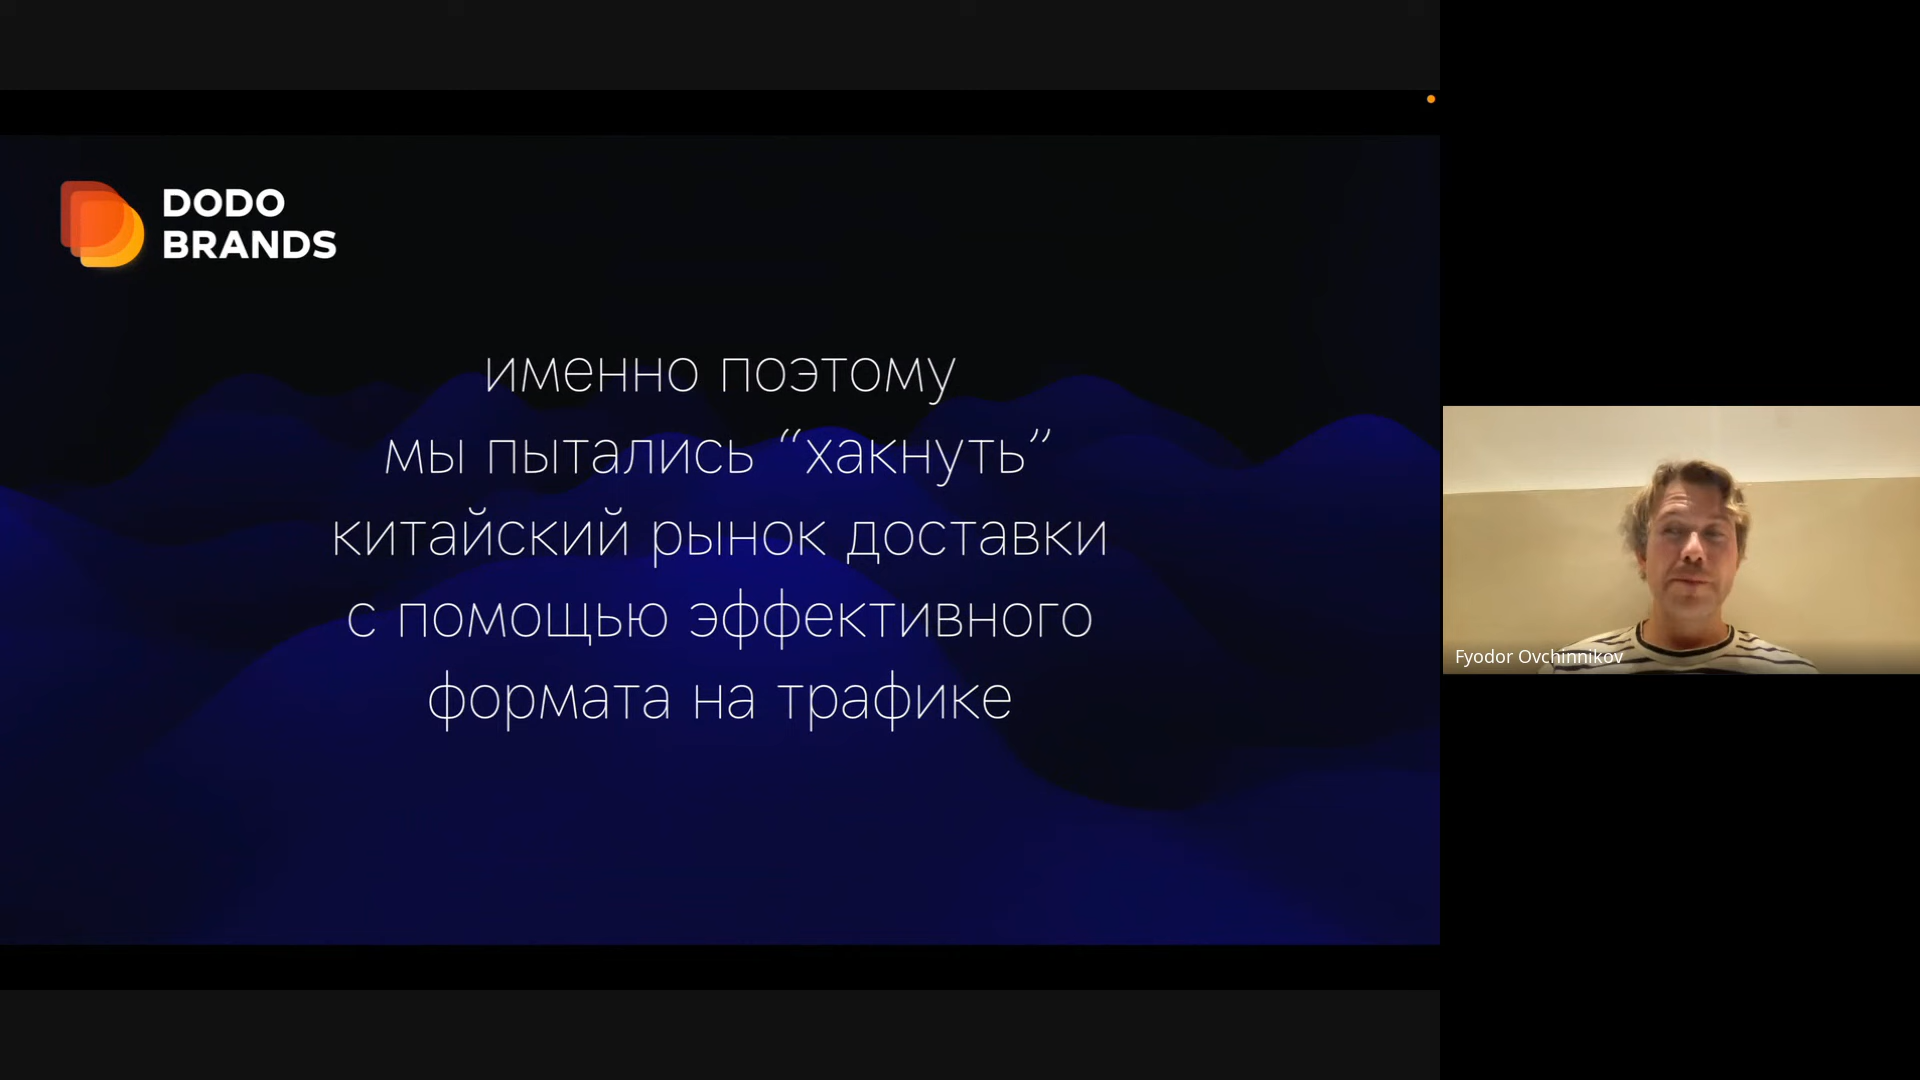 DODO
BRANDS
именно поэтому
мы пытались “хакнуть”
китайский рынок доставки
с помощью эффективного
формата на трафике
Fyodor Ovchinnikov